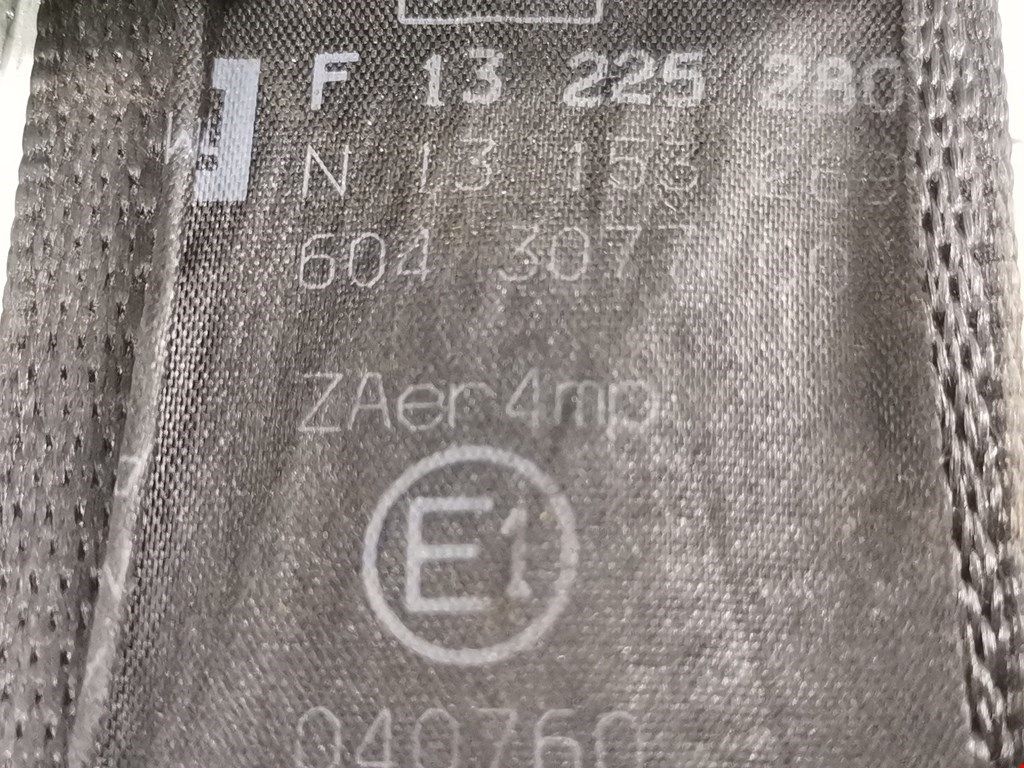 F 13 225 280
N 13 153
604 3077
ZAer 4mp
E1
040760